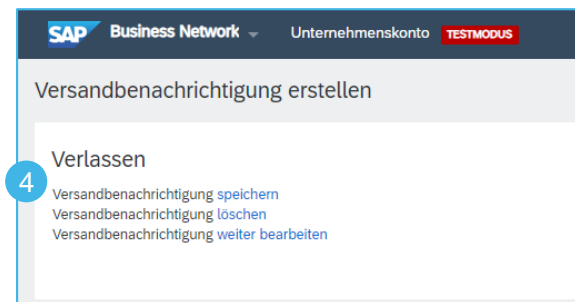 SAP Business Network Unternehmenskonto TESTMODUS
Versandbenachrichtigung erstellen
Verlassen
4
Versandbenachrichtigung speichern
Versandbenachrichtigung löschen
Versandbenachrichtigung weiter bearbeiten